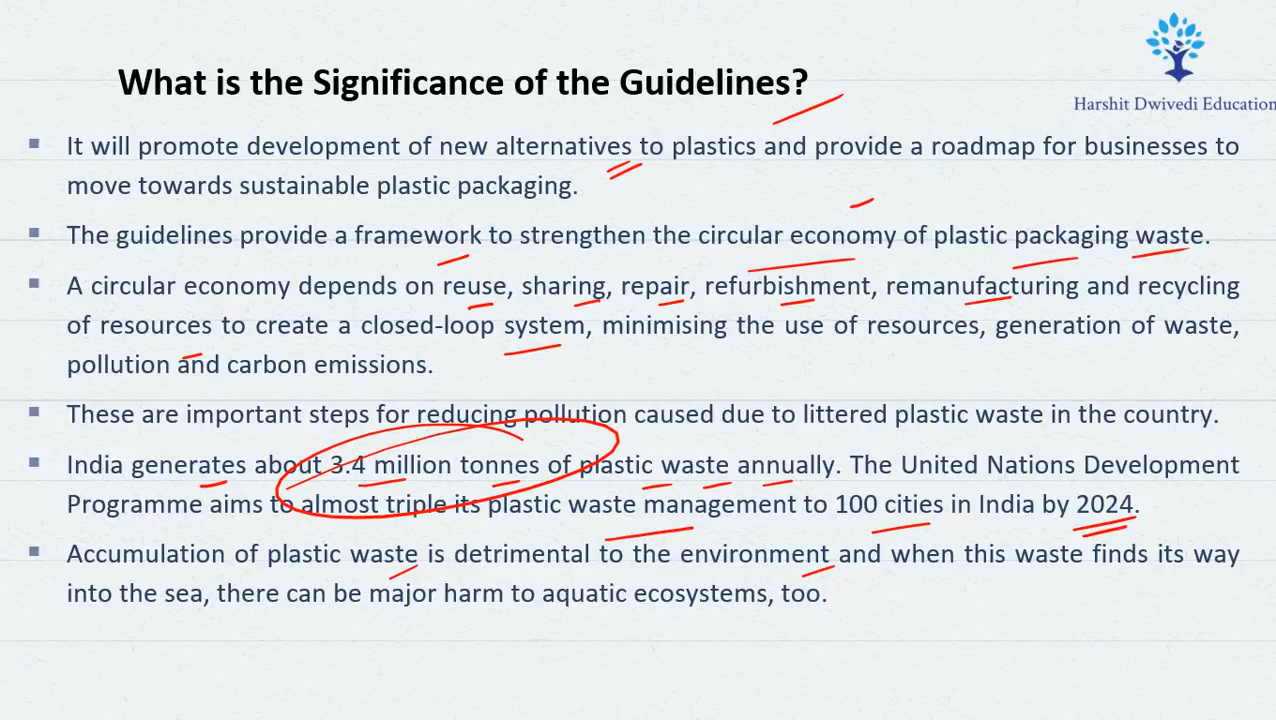 What is the Significance of the Guidelines?
Harshit Dwivedi Education
▪ It will promote development of new alternatives to plastics and provide a roadmap for businesses to
move towards sustainable plastic packaging.
▪ The guidelines provide a framework to strengthen the circular economy of plastic packaging waste.
▪ A circular economy depends on reuse, sharing, repair, refurbishment, remanufacturing and recycling
of resources to create a closed-loop system, minimising the use of resources, generation of waste,
pollution and carbon emissions.
▪ These are important steps for reducing pollution caused due to littered plastic waste in the country.
▪ India generates about 3.4 million tonnes of plastic waste annually. The United Nations Development
Programme aims to almost triple its plastic waste management to 100 cities in India by 2024.
▪ Accumulation of plastic waste is detrimental to the environment and when this waste finds its way
into the sea, there can be major harm to aquatic ecosystems, too.